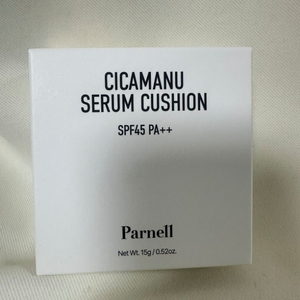 CICAMANU
SERUM CUSHION
SPF45 PA++
Parnell
Net Wt. 15g / 0.52oz.